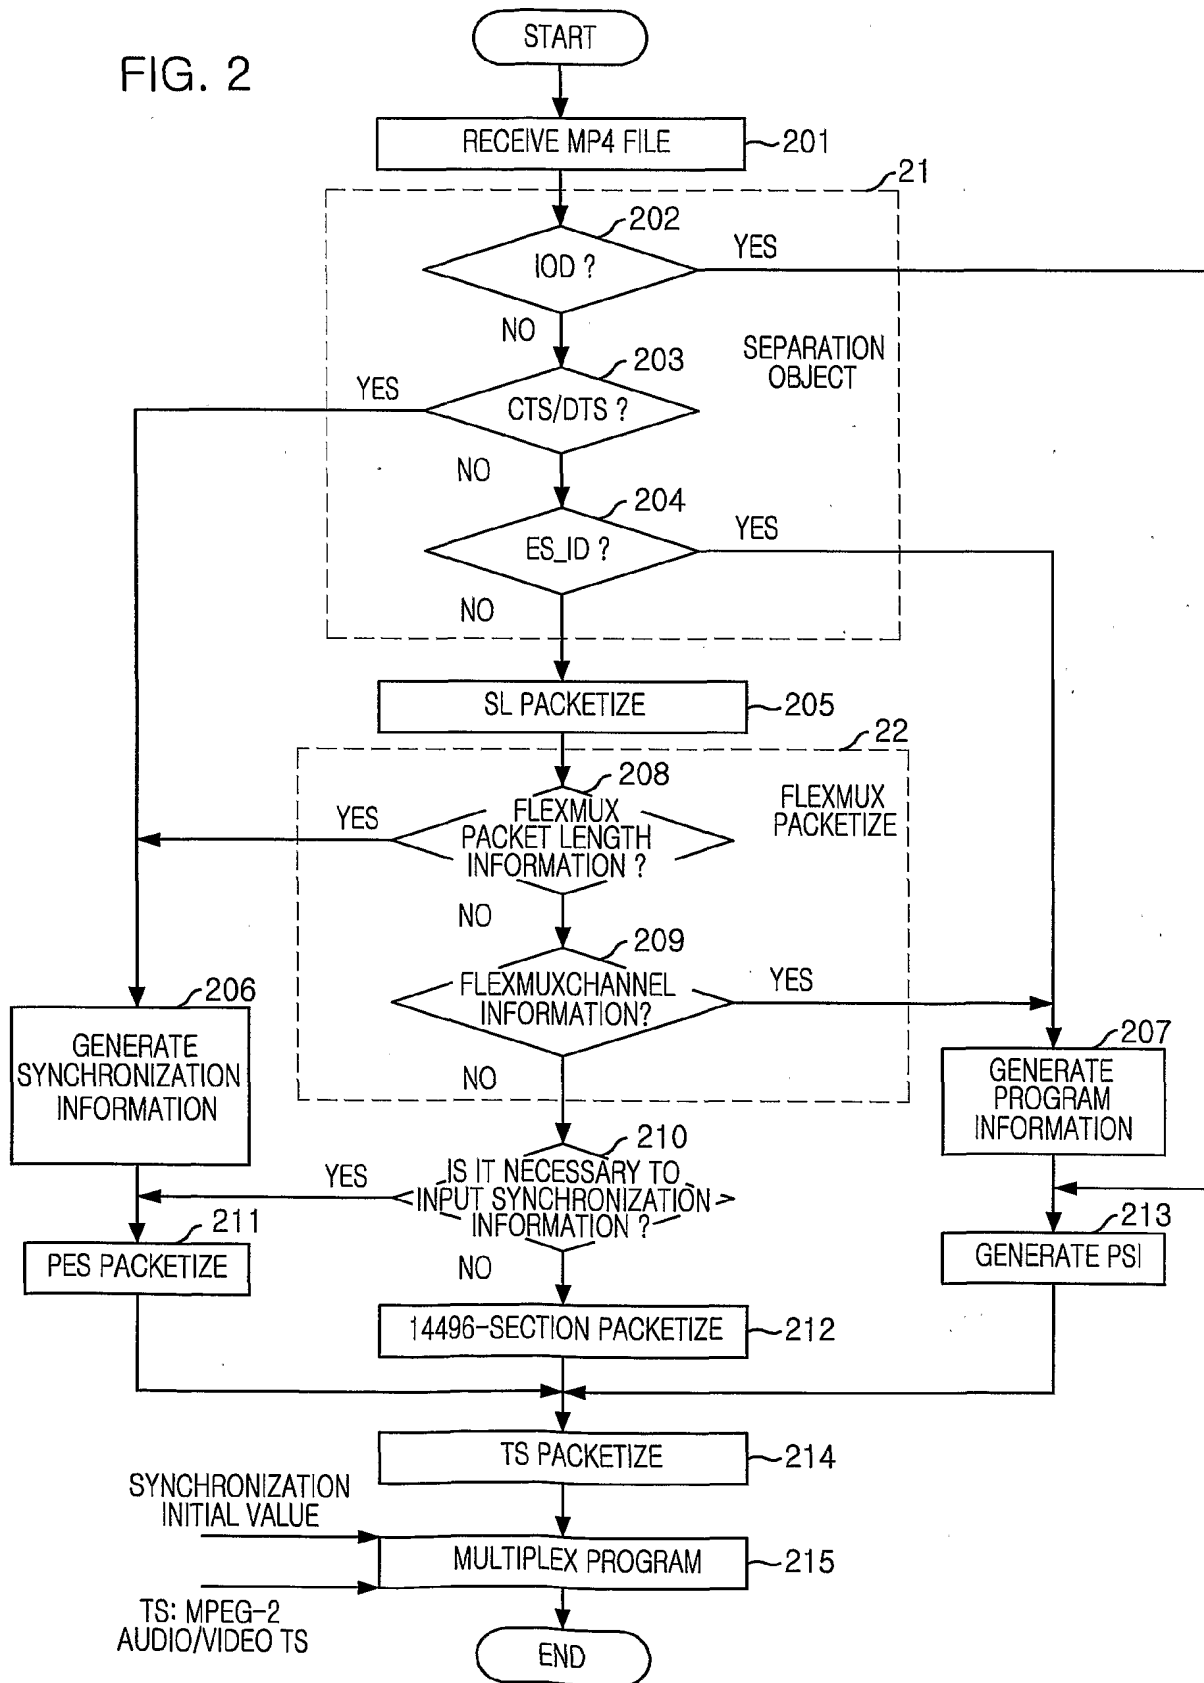 START
FIG. 2
RECEIVE MP4 FILE
201
21
202
IOD ?
YES
NO
SEPARATION
OBJECT
203
YES
CTS/DTS ?
NO
204
ES_ID ?
YES
NO
SL PACKETIZE
205
22
208
FLEXMUX
PACKET LENGTH
INFORMATION ?
YES
FLEXMUX
PACKETIZE
NO
209
FLEXMUXCHANNEL
INFORMATION?
YES
NO
206
GENERATE
SYNCHRONIZATION
INFORMATION
207
GENERATE
PROGRAM
INFORMATION
210
IS IT NECESSARY TO
INPUT SYNCHRONIZATION
INFORMATION ?
YES
NO
211
PES PACKETIZE
213
GENERATE PSI
14496-SECTION PACKETIZE
212
TS PACKETIZE
214
SYNCHRONIZATION
INITIAL VALUE
MULTIPLEX PROGRAM
215
TS: MPEG-2
AUDIO/VIDEO TS
END